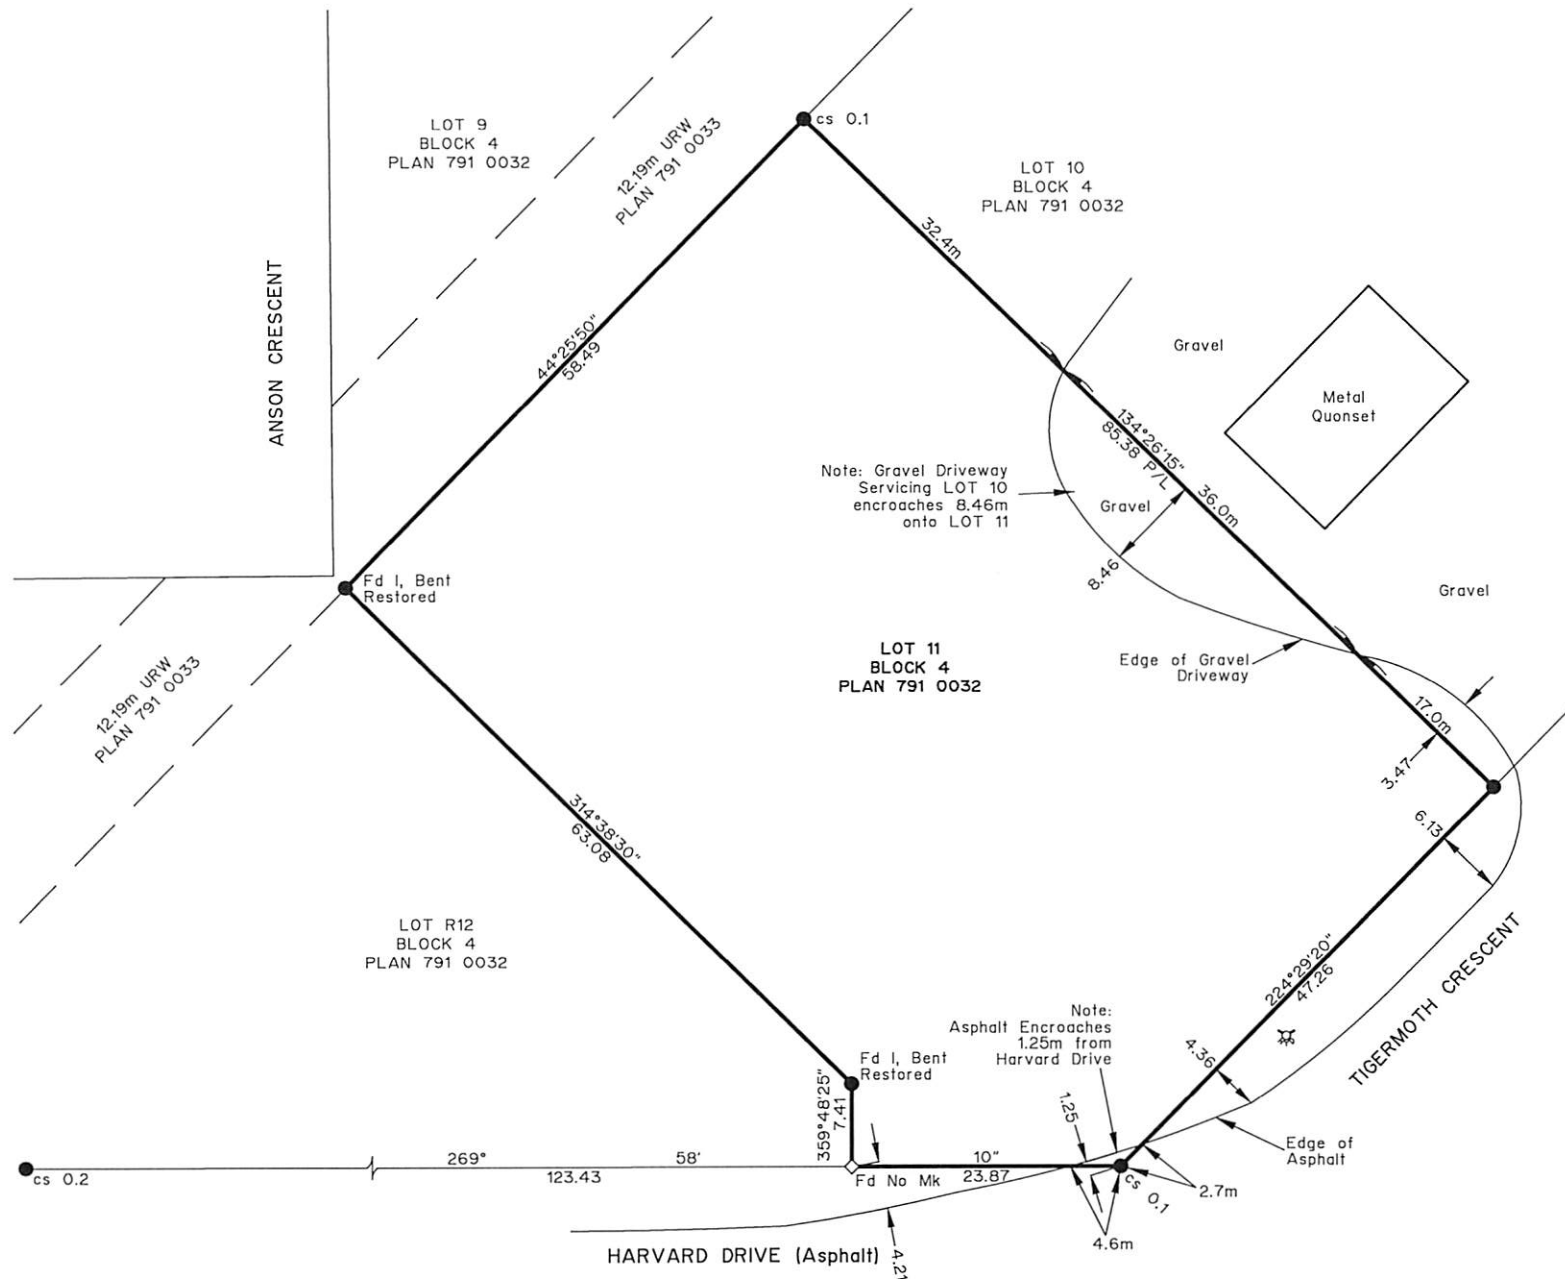 LOT 9
BLOCK 4
PLAN 791 0032
12.19m URW
PLAN 791 0033
cs 0.1
LOT 10
BLOCK 4
PLAN 791 0032
32.4m
ANSON CRESCENT
44°25'50"
58.49
Gravel
Metal
Quonset
134°26'15"
85.38 P/L
36.0m
Note: Gravel Driveway
Servicing LOT 10
encroaches 8.46m
onto LOT 11
Gravel
8.46
Fd I, Bent
Restored
Gravel
LOT 11
BLOCK 4
PLAN 791 0032
Edge of Gravel
Driveway
12.19m URW
PLAN 791 0033
17.0m
3.47
6.13
314°38'30"
63.08
LOT R12
BLOCK 4
PLAN 791 0032
224°29'20"
47.26
TIGERMOTH CRESCENT
Note:
Asphalt Encroaches
1.25m from
Harvard Drive
4.36
Fd I, Bent
Restored
359°48'25"
7.41
1.25
Edge of
Asphalt
269° 58' 10"
123.43
23.87
cs 0.2
Fd No Mk
cs 0.1
2.7m
4.6m
HARVARD DRIVE (Asphalt)
4.21